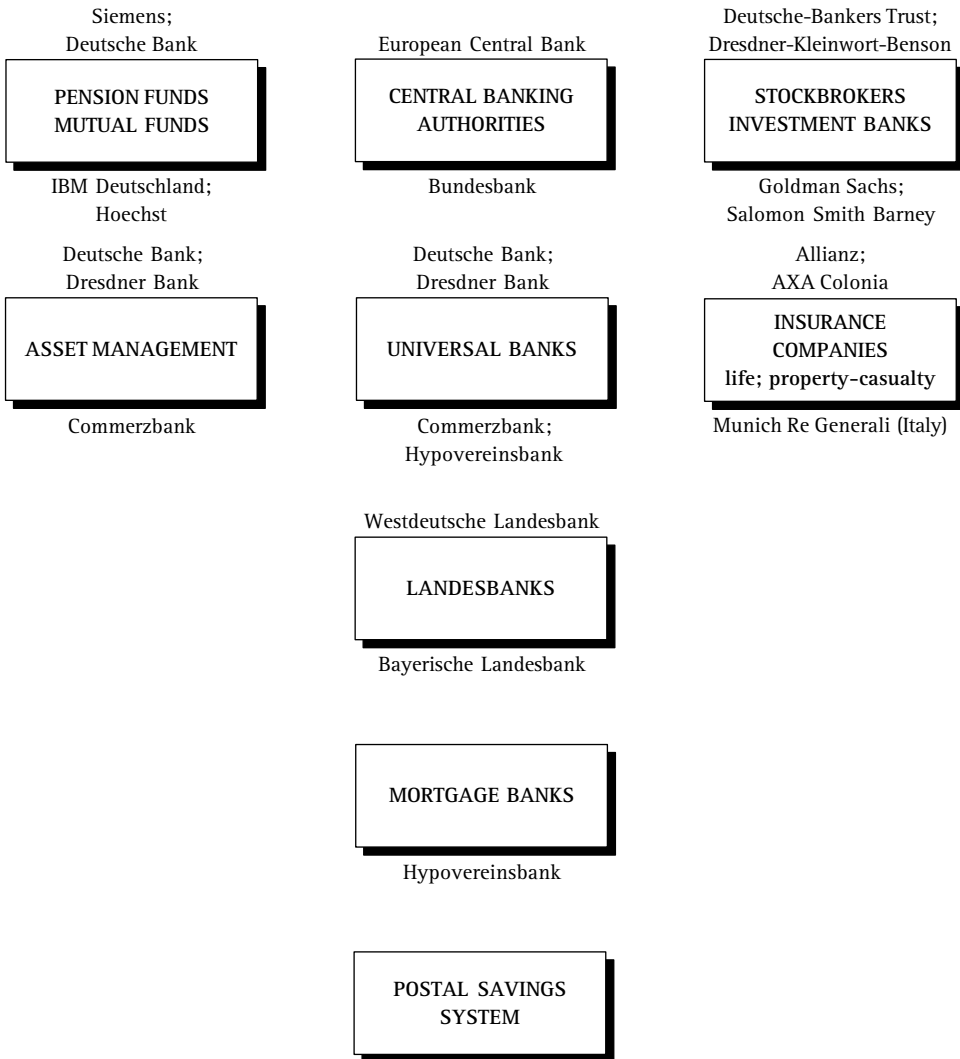 Siemens;
Deutsche Bank
PENSION FUNDS
MUTUAL FUNDS
IBM Deutschland;
Hoechst
European Central Bank
CENTRAL BANKING
AUTHORITIES
Bundesbank
Deutsche-Bankers Trust;
Dresdner-Kleinwort-Benson
STOCKBROKERS
INVESTMENT BANKS
Goldman Sachs;
Salomon Smith Barney
Deutsche Bank;
Dresdner Bank
ASSET MANAGEMENT
Commerzbank
Deutsche Bank;
Dresdner Bank
UNIVERSAL BANKS
Commerzbank;
Hypovereinsbank
Allianz;
AXA Colonia
INSURANCE
COMPANIES
life; property-casualty
Munich Re Generali (Italy)
Westdeutsche Landesbank
LANDESBANKS
Bayerische Landesbank
MORTGAGE BANKS
Hypovereinsbank
POSTAL SAVINGS
SYSTEM